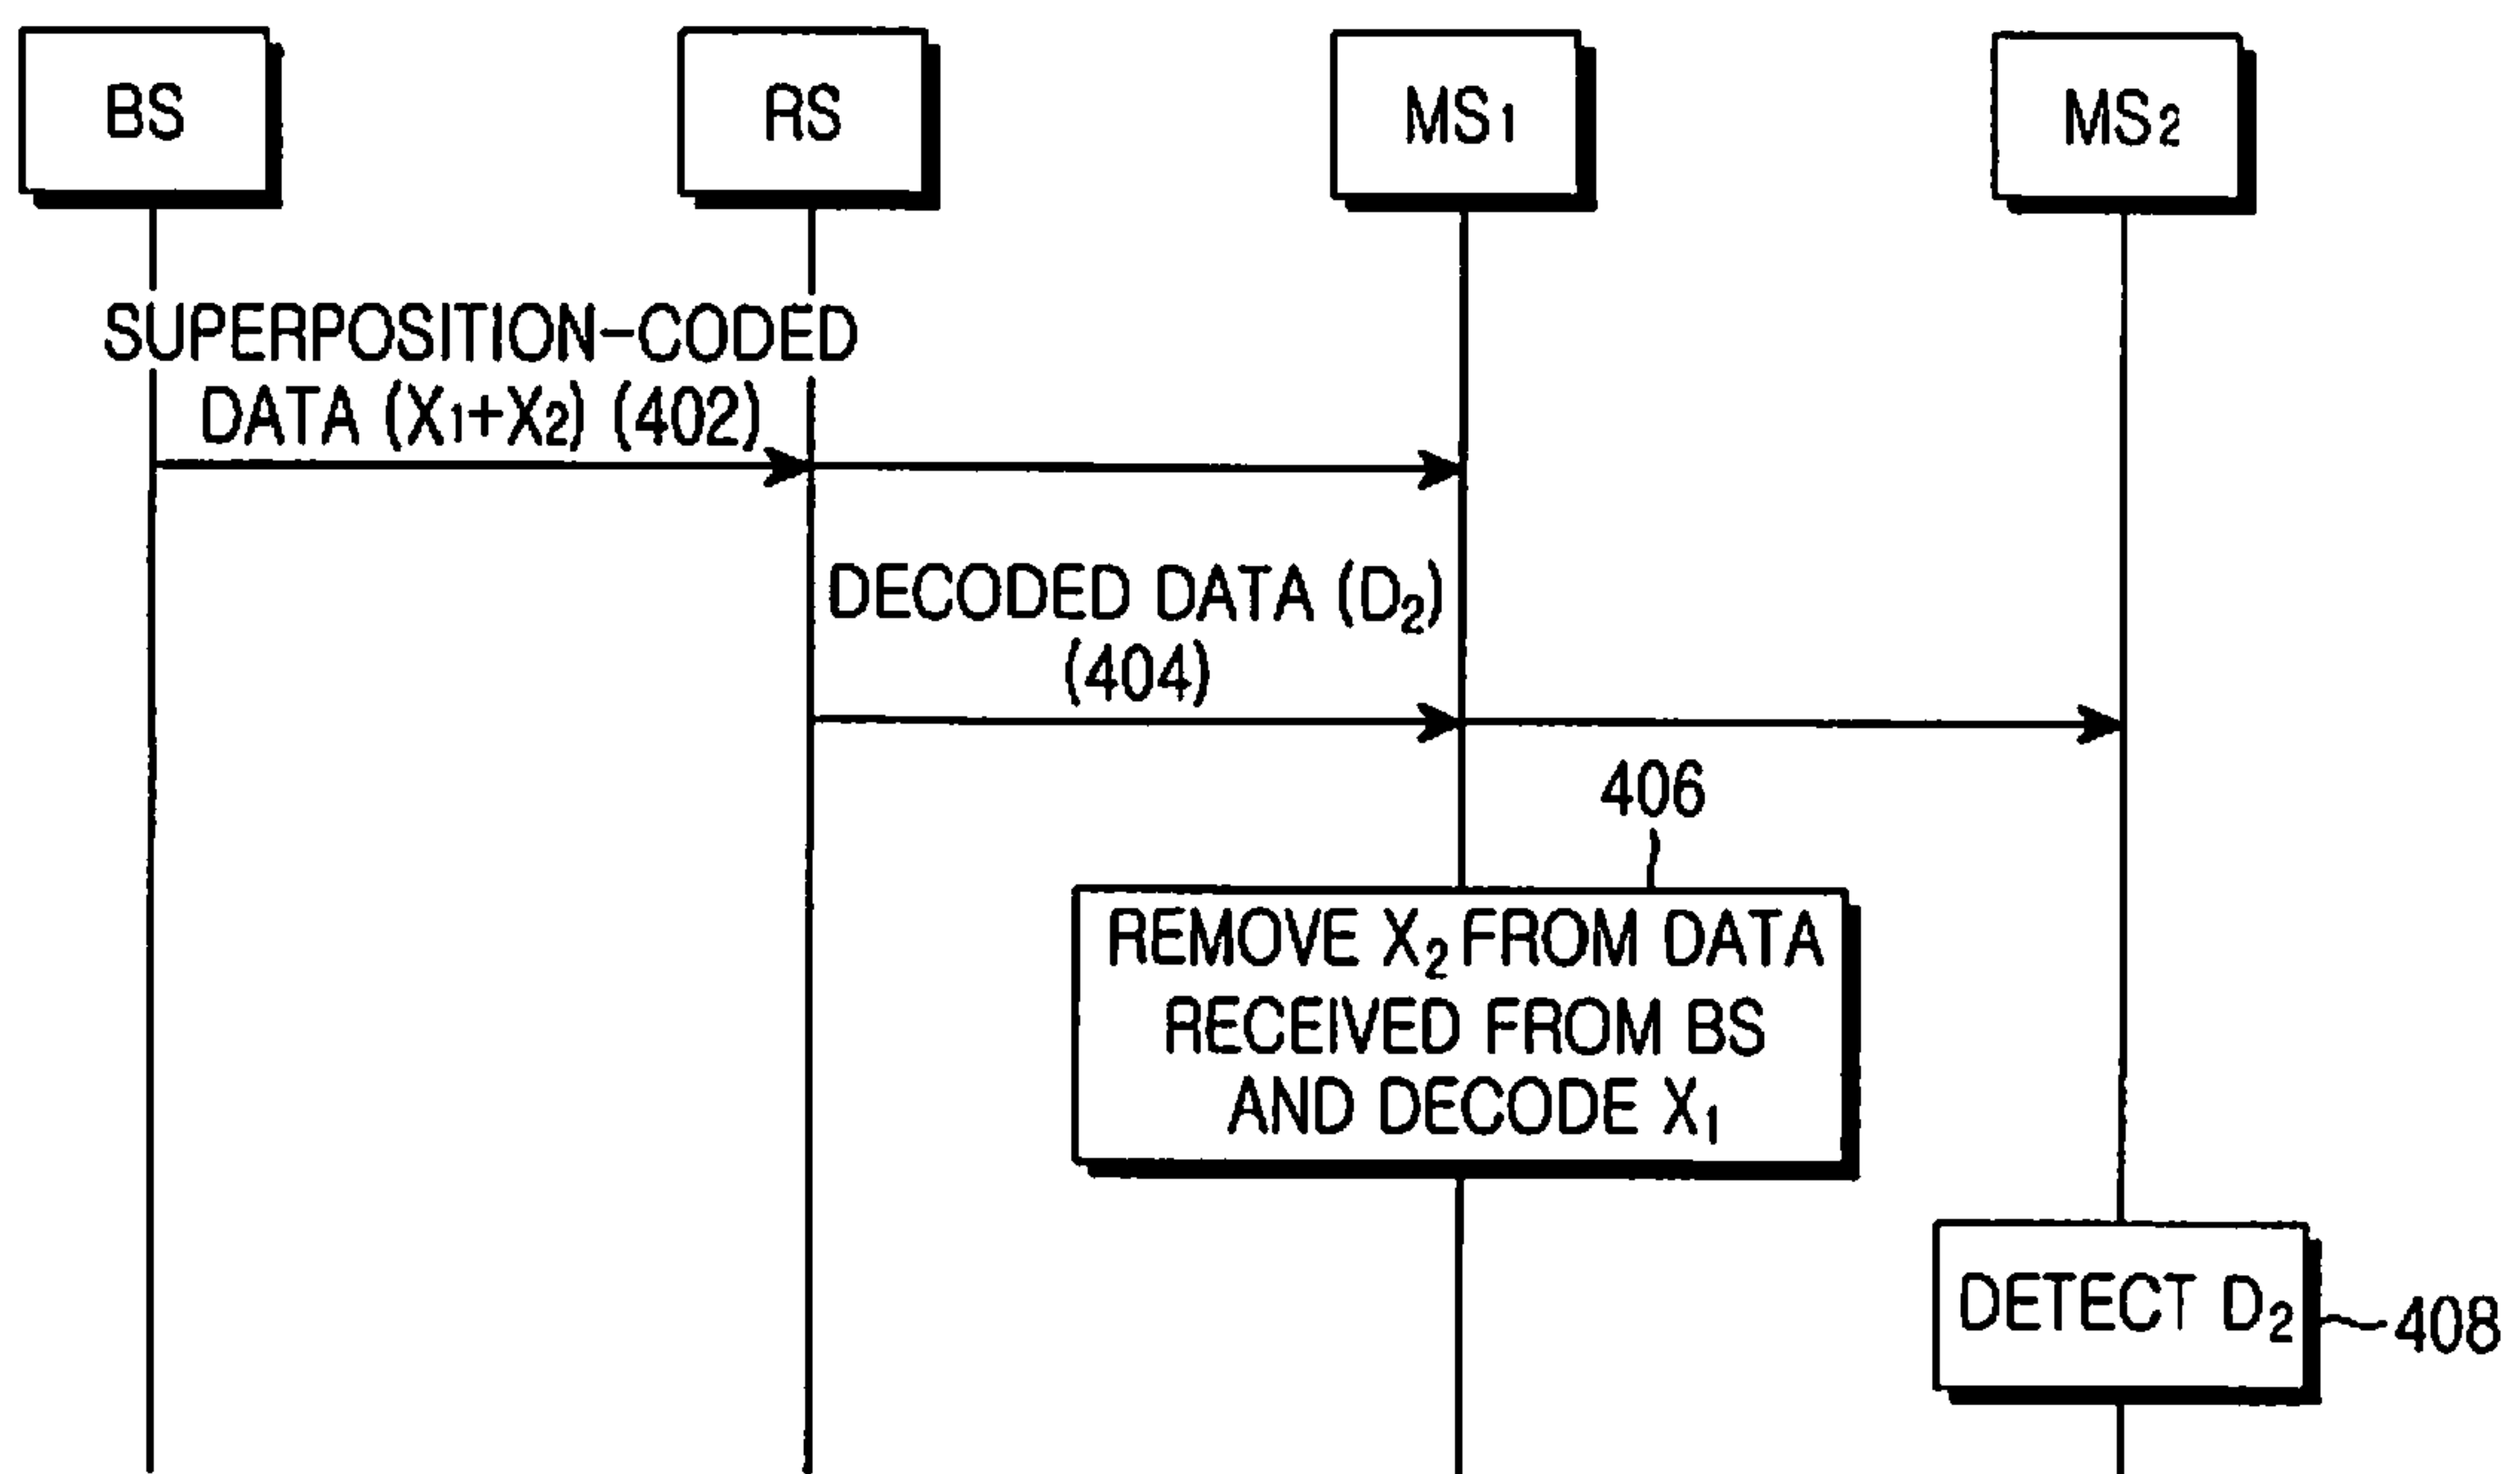 BS
RS
MS1
MS2
SUPERPOSITION-CODED
DATA (X1+X2) (402)
DECODED DATA (D2)
(404)
406
REMOVE X2 FROM DATA
RECEIVED FROM BS
AND DECODE X1
DETECT D2
408